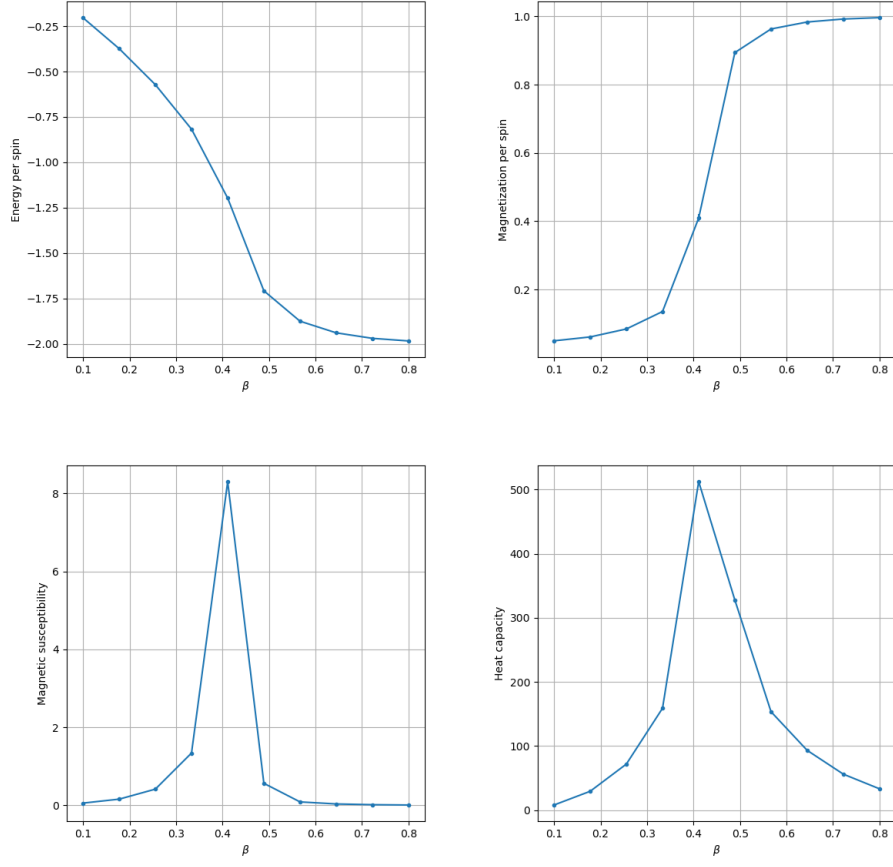 Energy per spin
−0.25
−0.50
−0.75
−1.00
−1.25
−1.50
−1.75
−2.00
0.1 0.2 0.3 0.4 0.5 0.6 0.7 0.8
β
Magnetization per spin
1.0
0.8
0.6
0.4
0.2
0.1 0.2 0.3 0.4 0.5 0.6 0.7 0.8
β
Magnetic susceptibility
8
6
4
2
0
0.1 0.2 0.3 0.4 0.5 0.6 0.7 0.8
β
Heat capacity
500
400
300
200
100
0
0.1 0.2 0.3 0.4 0.5 0.6 0.7 0.8
β